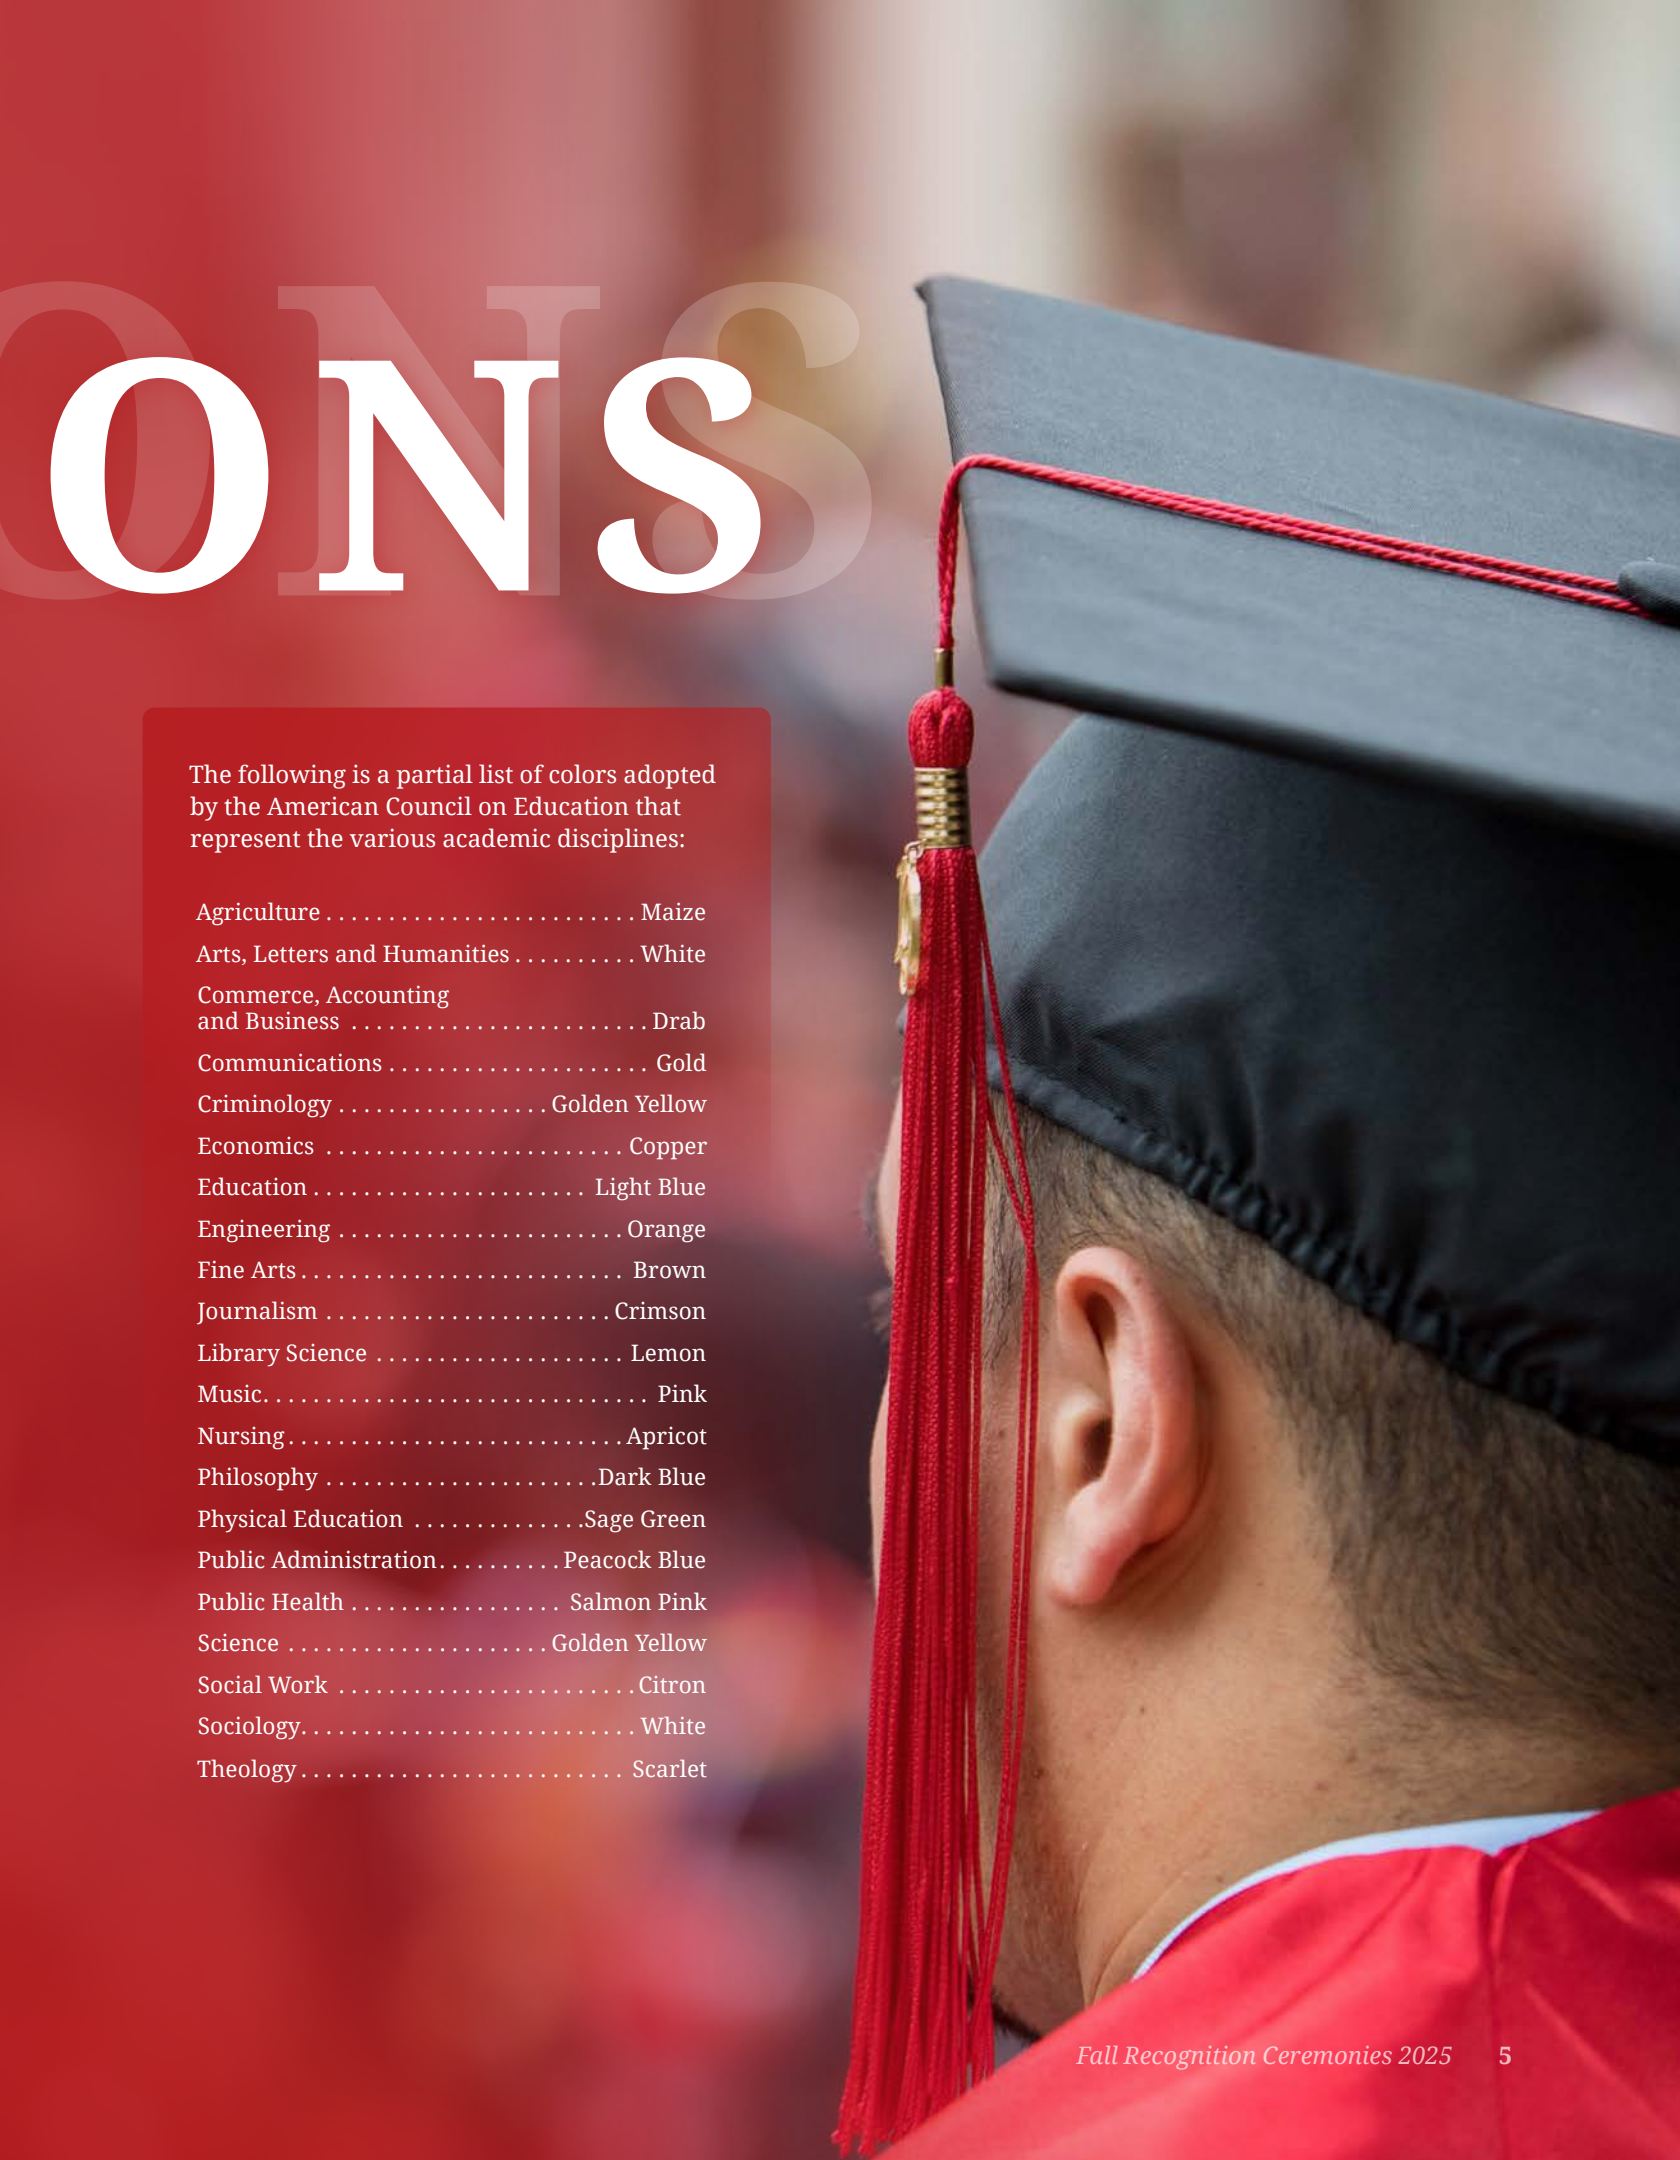 ONS
The following is a partial list of colors adopted
by the American Council on Education that
represent the various academic disciplines:
Agriculture . . . . . . . . . . . . . . . . . . . . . . . . . Maize
Arts, Letters and Humanities . . . . . . . . . . White
Commerce, Accounting
and Business . . . . . . . . . . . . . . . . . . . . . . . . Drab
Communications . . . . . . . . . . . . . . . . . . . . . Gold
Criminology . . . . . . . . . . . . . . . . . Golden Yellow
Economics . . . . . . . . . . . . . . . . . . . . . . . . Copper
Education . . . . . . . . . . . . . . . . . . . . . . Light Blue
Engineering . . . . . . . . . . . . . . . . . . . . . . . Orange
Fine Arts . . . . . . . . . . . . . . . . . . . . . . . . . . Brown
Journalism . . . . . . . . . . . . . . . . . . . . . . . Crimson
Library Science . . . . . . . . . . . . . . . . . . . . Lemon
Music. . . . . . . . . . . . . . . . . . . . . . . . . . . . . . . Pink
Nursing . . . . . . . . . . . . . . . . . . . . . . . . . . . Apricot
Philosophy . . . . . . . . . . . . . . . . . . . . . .Dark Blue
Physical Education . . . . . . . . . . . . . .Sage Green
Public Administration. . . . . . . . . . Peacock Blue
Public Health . . . . . . . . . . . . . . . . . Salmon Pink
Science . . . . . . . . . . . . . . . . . . . . . Golden Yellow
Social Work . . . . . . . . . . . . . . . . . . . . . . . . Citron
Sociology. . . . . . . . . . . . . . . . . . . . . . . . . . . White
Theology . . . . . . . . . . . . . . . . . . . . . . . . . . Scarlet
Fall Recognition Ceremonies 2025 5